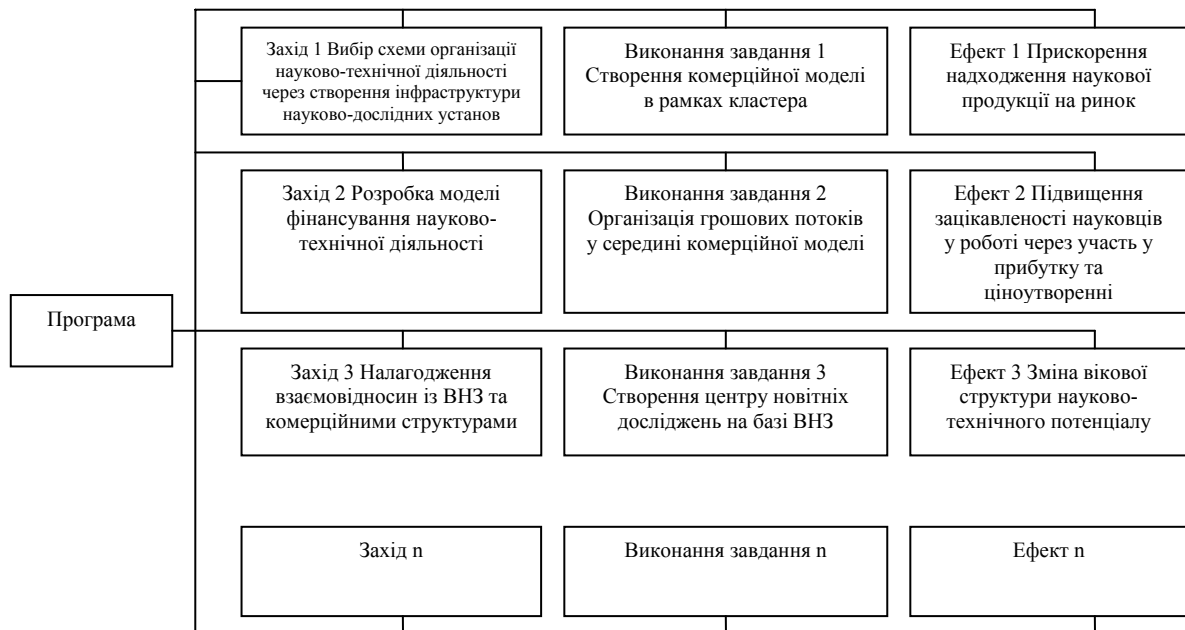 Захід 1 Вибір схеми організації
науково-технічної діяльності
через створення інфраструктури
науково-дослідних установ
Виконання завдання 1
Створення комерційної моделі
в рамках кластера
Ефект 1 Прискорення
надходження наукової
продукції на ринок
Захід 2 Розробка моделі
фінансування науково-
технічної діяльності
Виконання завдання 2
Організація грошових потоків
у середині комерційної моделі
Ефект 2 Підвищення
зацікавленості науковців
у роботі через участь у
прибутку та
ціноутворенні
Програма
Захід 3 Налагодження
взаємовідносин із ВНЗ та
комерційними структурами
Виконання завдання 3
Створення центру новітніх
досліджень на базі ВНЗ
Ефект 3 Зміна вікової
структури науково-
технічного потенціалу
Захід n
Виконання завдання n
Ефект n